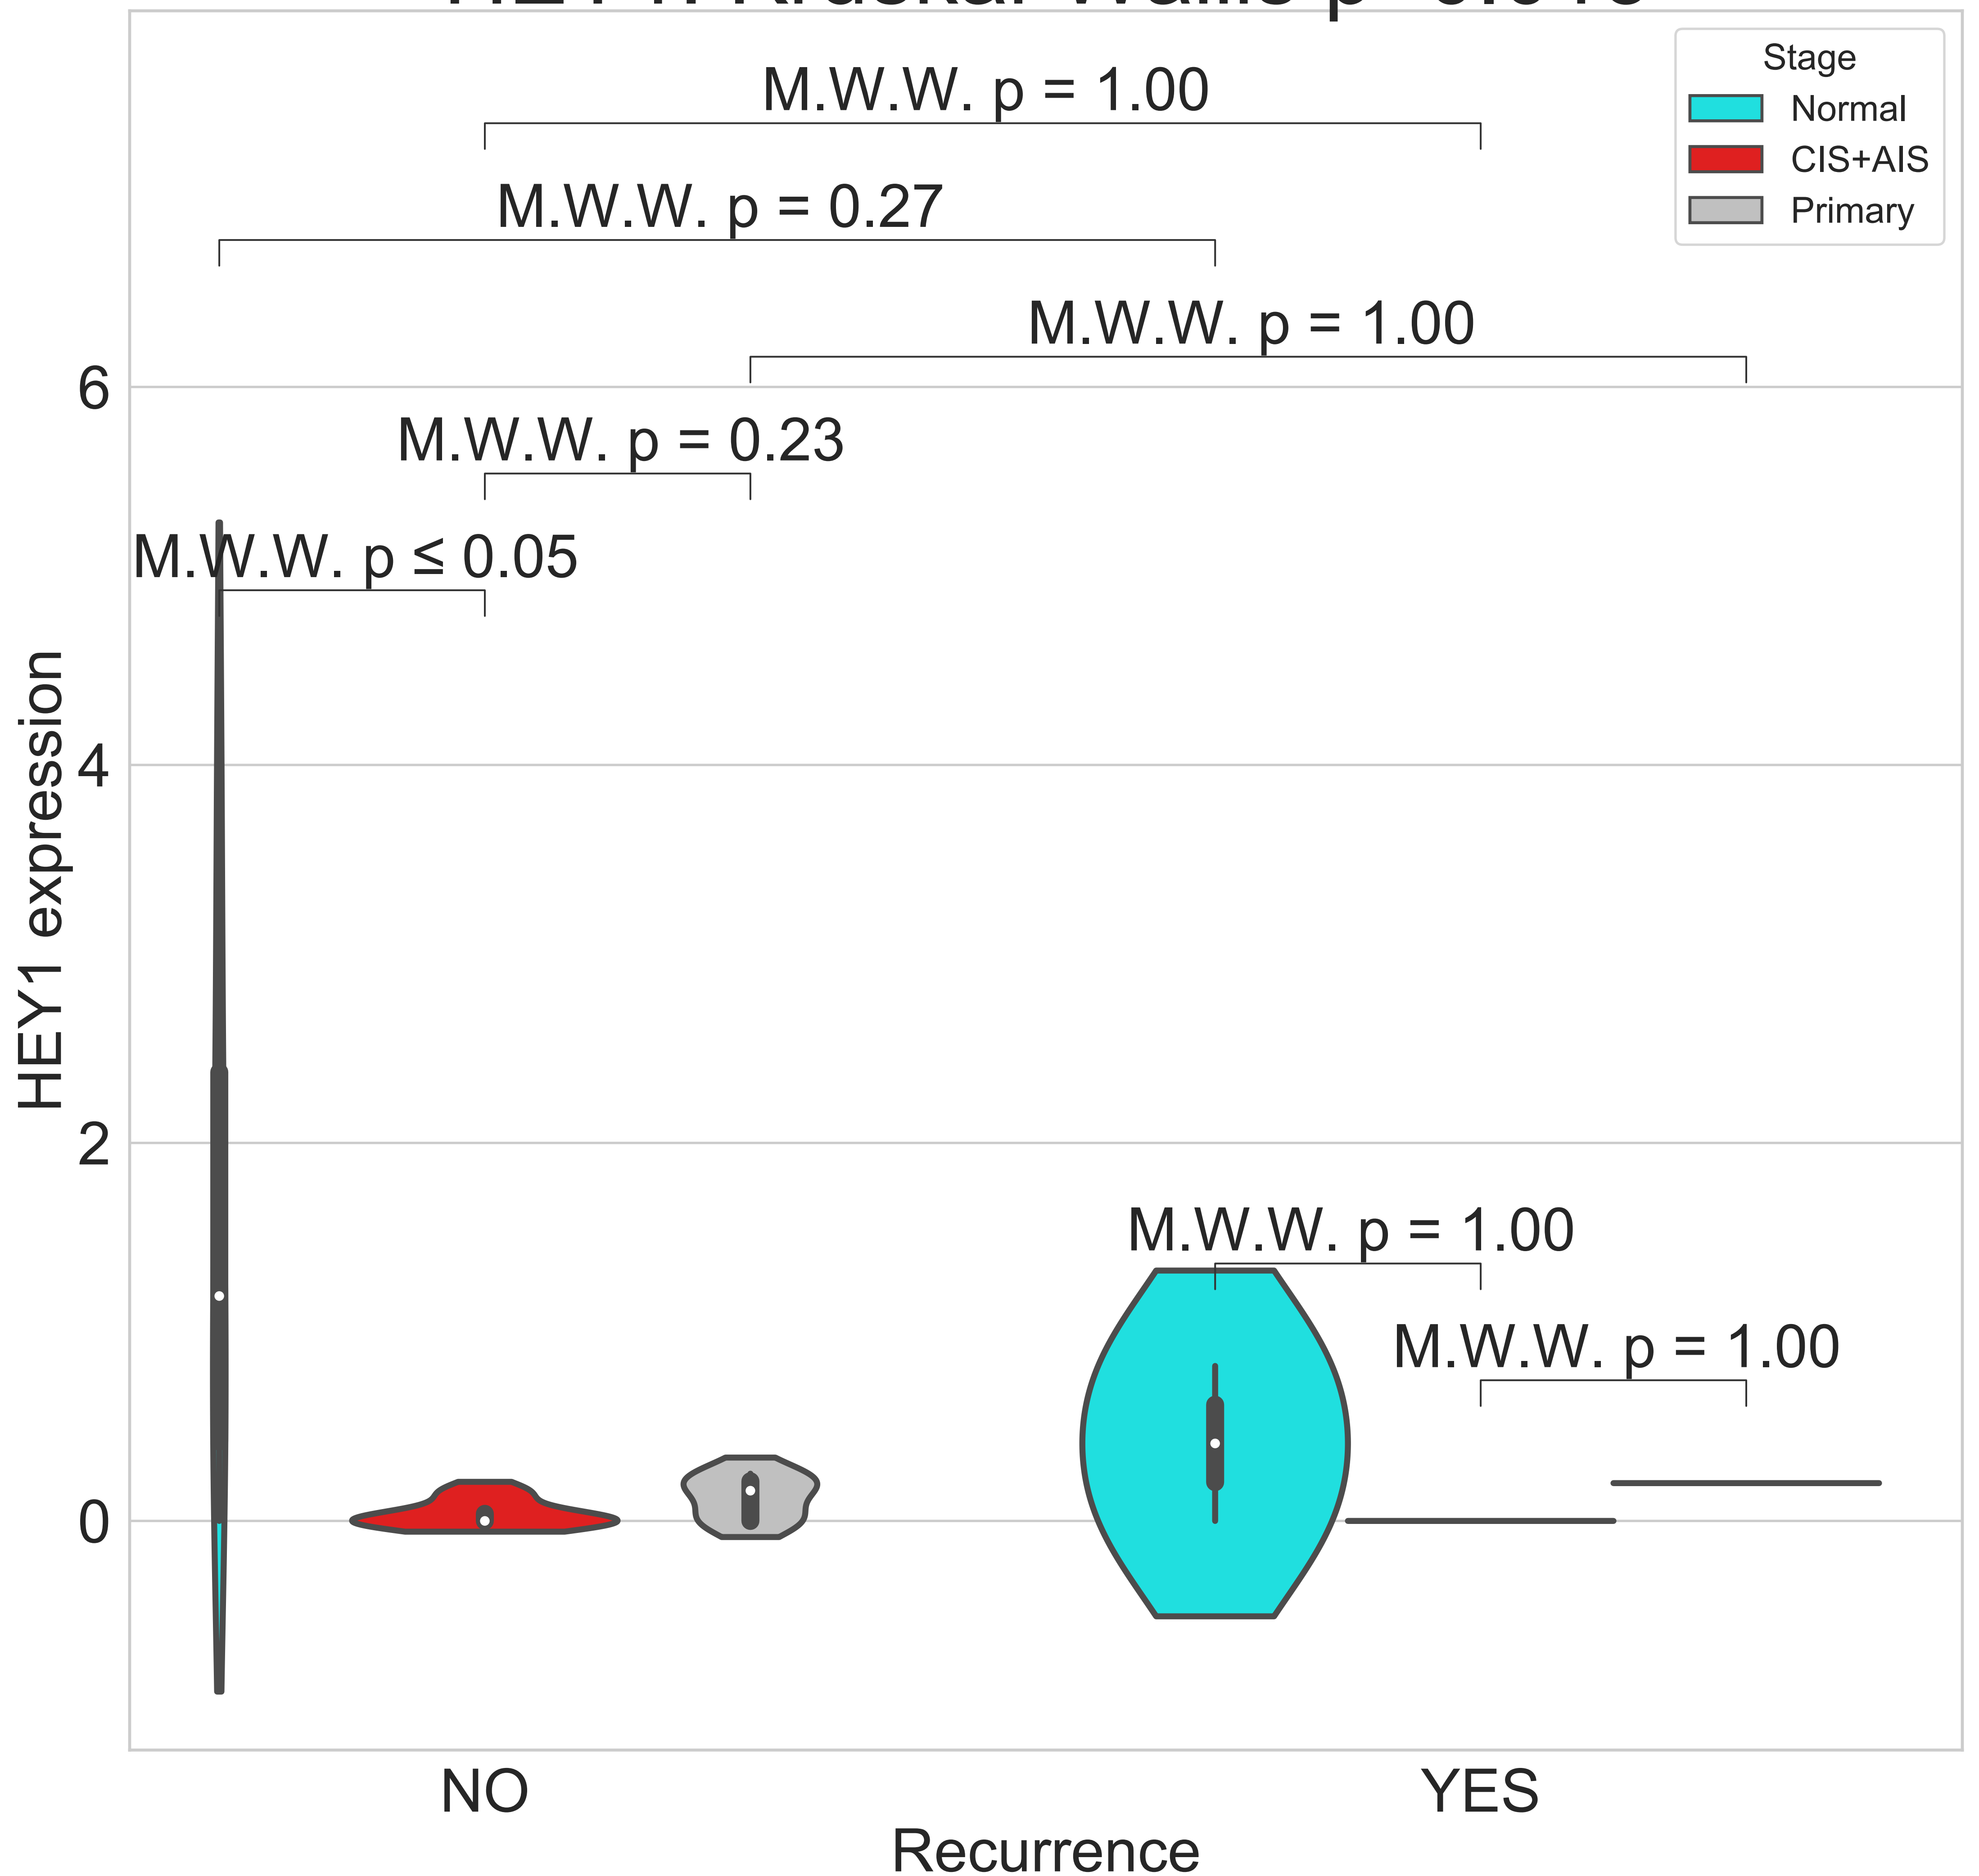 Stage
Normal
CIS+AIS
Primary
M.W.W. p = 1.00
M.W.W. p = 0.27
M.W.W. p = 1.00
M.W.W. p = 0.23
M.W.W. p ≤ 0.05
M.W.W. p = 1.00
M.W.W. p = 1.00
HEY1 expression
6
4
2
0
NO
YES
Recurrence